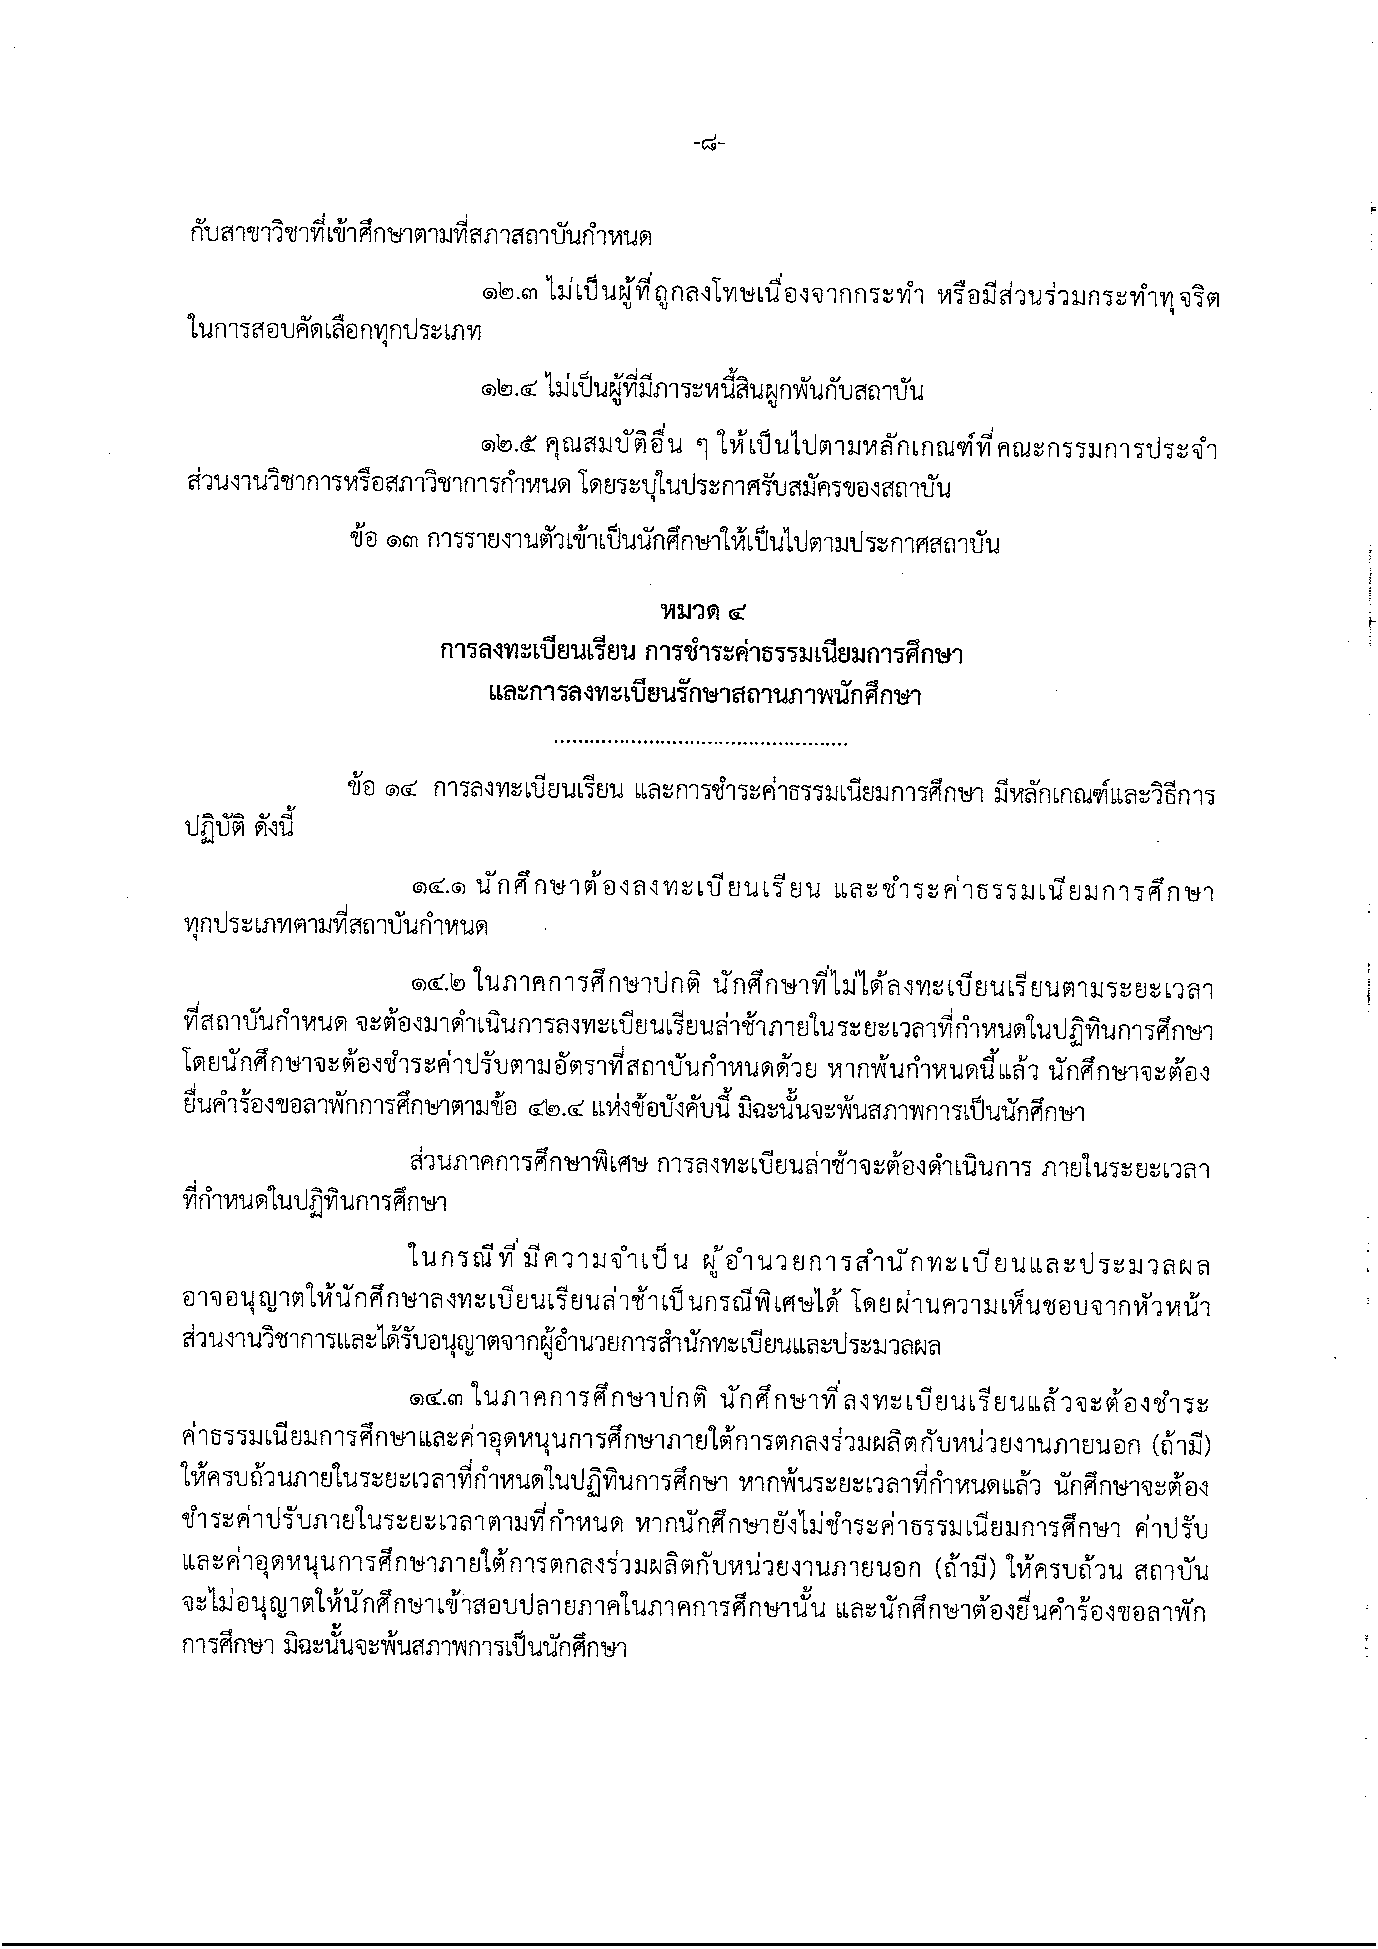 -๘-
กับสาขาวิชาที่เข้าศึกษาตามที่สภาสถาบันกำหนด
๑๒.๓ ไม่เป็นผู้ที่ถูกลงโทษเนื่องจากกระทำ หรือมีส่วนร่วมกระทำทุจริต
ในการสอบคัดเลือกทุกประเภท
๑๒.๔ ไม่เป็นผู้ที่มีภาระหนี้สินผูกพันกับสถาบัน
๑๒.๕ คุณสมบัติอื่น ๆ ให้เป็นไปตามหลักเกณฑ์ที่คณะกรรมการประจำ
ส่วนงานวิชาการหรือสภาวิชาการกำหนด โดยระบุในประกาศรับสมัครของสถาบัน
ข้อ ๑๓ การรายงานตัวเข้าเป็นนักศึกษาให้เป็นไปตามประกาศสถาบัน
หมวด ๔
การลงทะเบียนเรียน การชำระค่าธรรมเนียมการศึกษา
และการลงทะเบียนรักษาสถานภาพนักศึกษา
.................................................
ข้อ ๑๔ การลงทะเบียนเรียน และการชำระค่าธรรมเนียมการศึกษา มีหลักเกณฑ์และวิธีการ
ปฏิบัติ ดังนี้
๑๔.๑ นักศึกษาต้องลงทะเบียนเรียน และชำระค่าธรรมเนียมการศึกษา
ทุกประเภทตามที่สถาบันกำหนด
๑๔.๒ ในภาคการศึกษาปกติ นักศึกษาที่ไม่ได้ลงทะเบียนเรียนตามระยะเวลา
ที่สถาบันกำหนด จะต้องมาดำเนินการลงทะเบียนเรียนล่าช้าภายในระยะเวลาที่กำหนดในปฏิทินการศึกษา
โดยนักศึกษาจะต้องชำระค่าปรับตามอัตราที่สถาบันกำหนดด้วย หากพ้นกำหนดนี้แล้ว นักศึกษาจะต้อง
ยื่นคำร้องขอลาพักการศึกษาตามข้อ ๔๒.๔ แห่งข้อบังคับนี้ มิฉะนั้นจะพ้นสภาพการเป็นนักศึกษา
ส่วนภาคการศึกษาพิเศษ การลงทะเบียนล่าช้าจะต้องดำเนินการ ภายในระยะเวลา
ที่กำหนดในปฏิทินการศึกษา
ในกรณีที่มีความจำเป็น ผู้อำนวยการสำนักทะเบียนและประมวลผล
อาจอนุญาตให้นักศึกษาลงทะเบียนเรียนล่าช้าเป็นกรณีพิเศษได้ โดยผ่านความเห็นชอบจากหัวหน้า
ส่วนงานวิชาการและได้รับอนุญาตจากผู้อำนวยการสำนักทะเบียนและประมวลผล
๑๔.๓ ในภาคการศึกษาปกติ นักศึกษาที่ลงทะเบียนเรียนแล้วจะต้องชำระ
ค่าธรรมเนียมการศึกษาและค่าอุดหนุนการศึกษาภายใต้การตกลงร่วมผลิตกับหน่วยงานภายนอก (ถ้ามี)
ให้ครบถ้วนภายในระยะเวลาที่กำหนดในปฏิทินการศึกษา หากพ้นระยะเวลาที่กำหนดแล้ว นักศึกษาจะต้อง
ชำระค่าปรับภายในระยะเวลาตามที่กำหนด หากนักศึกษายังไม่ชำระค่าธรรมเนียมการศึกษา ค่าปรับ
และค่าอุดหนุนการศึกษาภายใต้การตกลงร่วมผลิตกับหน่วยงานภายนอก (ถ้ามี) ให้ครบถ้วน สถาบัน
จะไม่อนุญาตให้นักศึกษาเข้าสอบปลายภาคในภาคการศึกษานั้น และนักศึกษาต้องยื่นคำร้องขอลาพัก
การศึกษา มิฉะนั้นจะพ้นสภาพการเป็นนักศึกษา